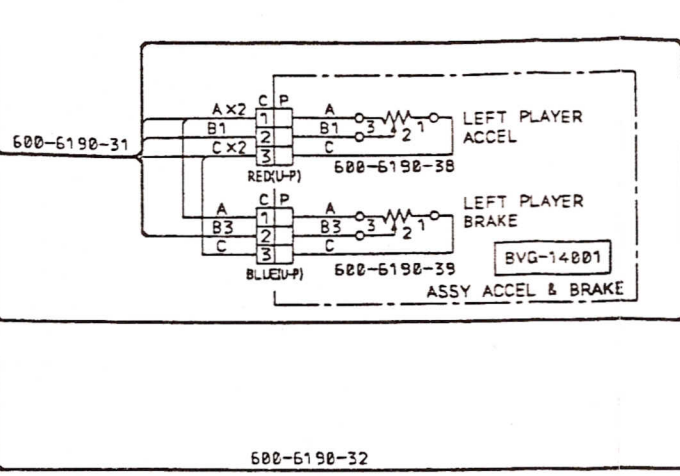 A×2 C P A
1
B1 B1 3 2 1
2
C×2 C
3
LEFT PLAYER
ACCEL
600-6190-31
600-6190-38
RED(U-P)
C P
A 1 A
B3 2 B3 3 2 1
C 3 C
LEFT PLAYER
BRAKE
BLUE(U-P)
600-6190-39
BVG-14001
ASSY ACCEL & BRAKE
600-6190-32